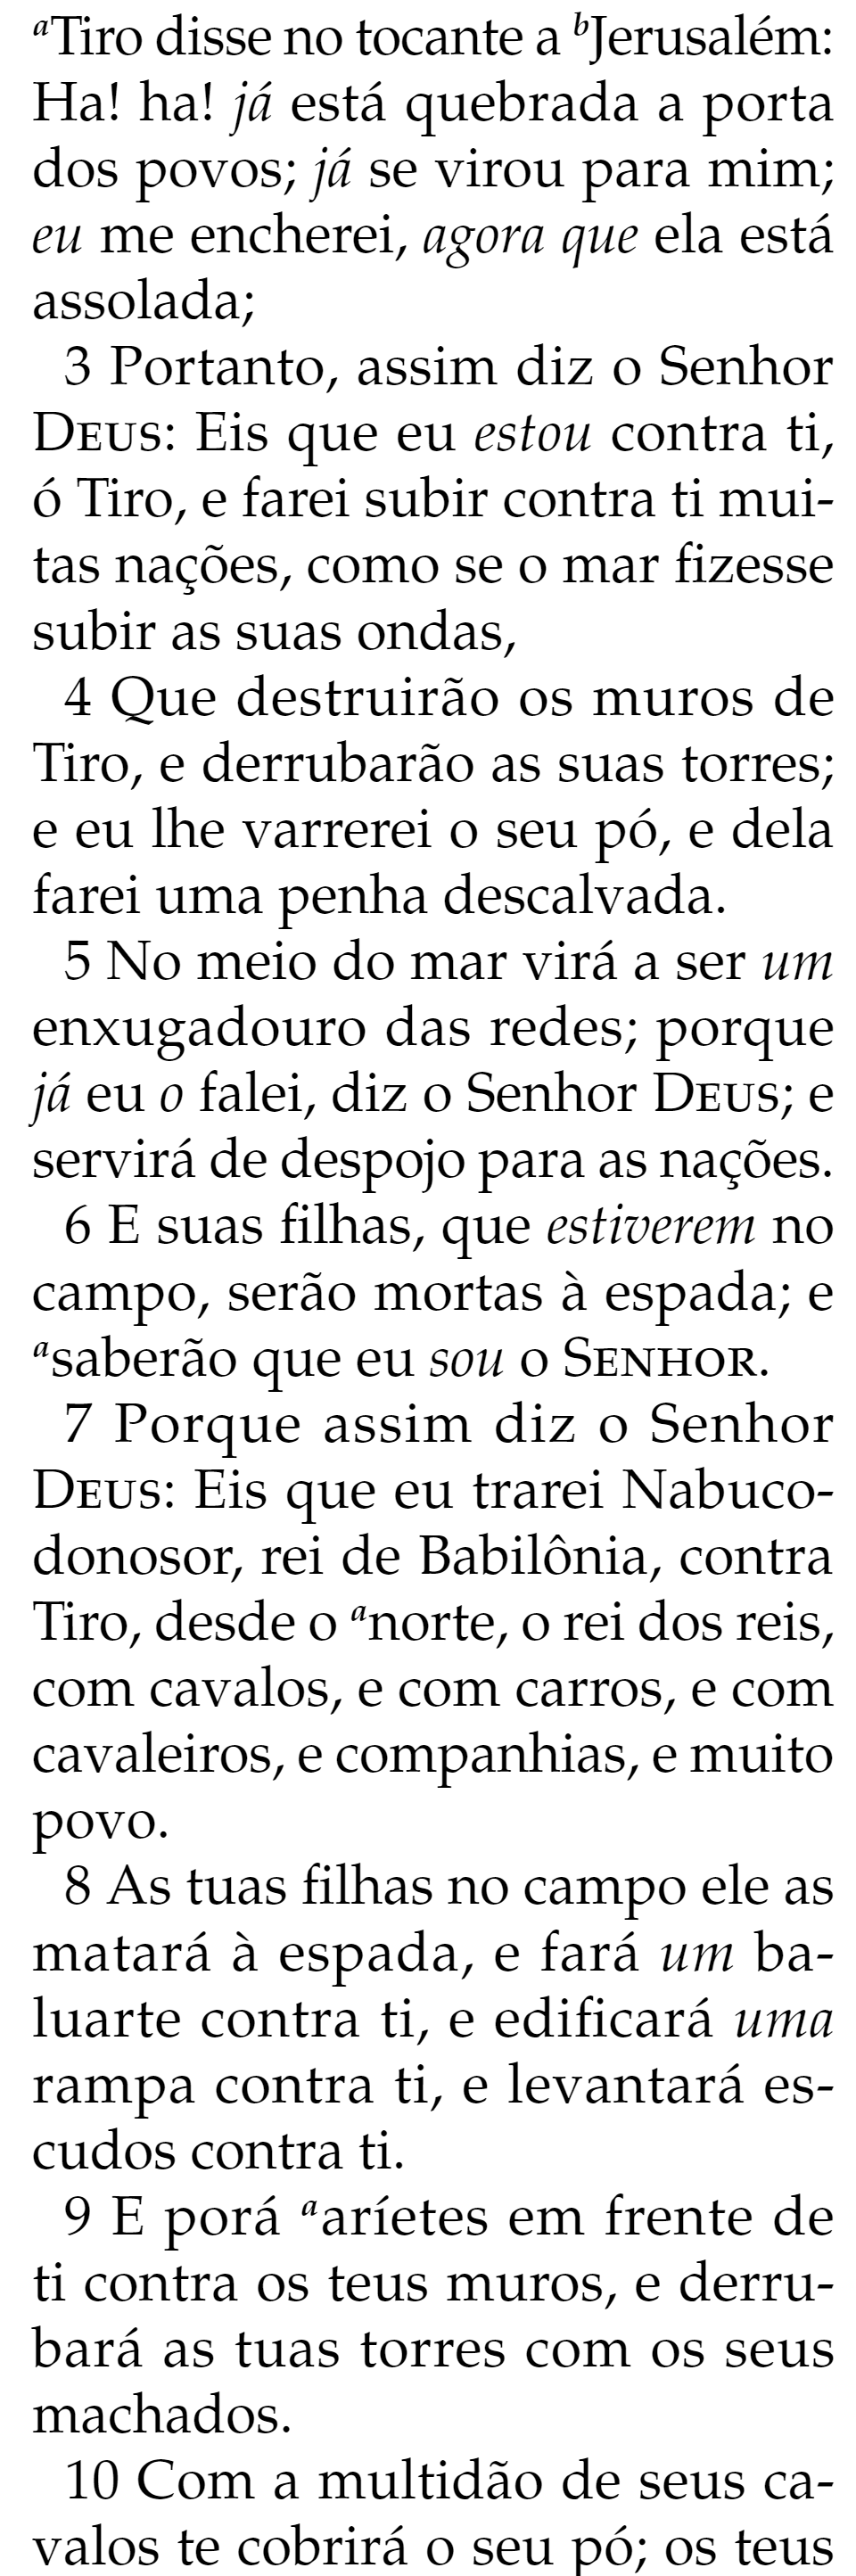 aTiro disse no tocante a bJerusalém:
Ha! ha! já está quebrada a porta
dos povos; já se virou para mim;
eu me encherei, agora que ela está
assolada;
3 Portanto, assim diz o Senhor
DEUS: Eis que eu estou contra ti,
ó Tiro, e farei subir contra ti mui-
tas nações, como se o mar fizesse
subir as suas ondas,
4 Que destruirão os muros de
Tiro, e derrubarão as suas torres;
e eu lhe varrerei o seu pó, e dela
farei uma penha descalvada.
5 No meio do mar virá a ser um
enxugadouro das redes; porque
já eu o falei, diz o Senhor DEUS; e
servirá de despojo para as nações.
6 E suas filhas, que estiverem no
campo, serão mortas à espada; e
asaberão que eu sou o SENHOR.
7 Porque assim diz o Senhor
DEUS: Eis que eu trarei Nabuco-
donosor, rei de Babilônia, contra
Tiro, desde o anorte, o rei dos reis,
com cavalos, e com carros, e com
cavaleiros, e companhias, e muito
povo.
8 As tuas filhas no campo ele as
matará à espada, e fará um ba-
luarte contra ti, e edificará uma
rampa contra ti, e levantará es-
cudos contra ti.
9 E porá aaríetes em frente de
ti contra os teus muros, e derru-
bará as tuas torres com os seus
machados.
10 Com a multidão de seus ca-
valos te cobrirá o seu pó; os teus